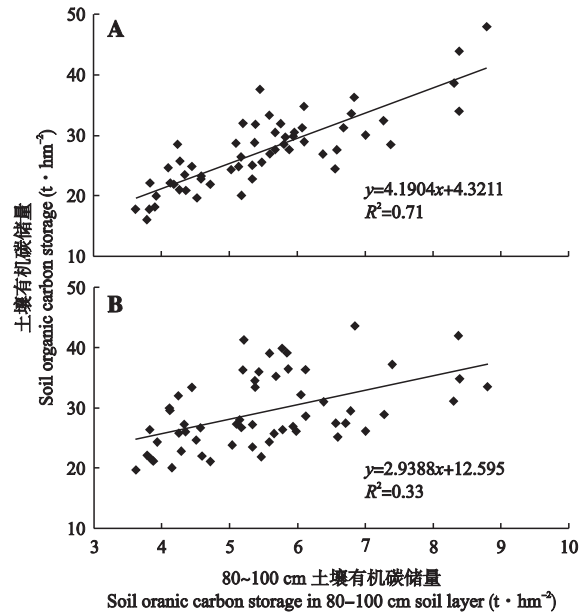 A
50
40
30
20
10
y=4.1904x+4.3211
R²=0.71
土壤有机碳储量
Soil organic carbon storage (t·hm⁻²)
B
50
40
30
20
10
y=2.9388x+12.595
R²=0.33
3 4 5 6 7 8 9 10
80~100 cm 土壤有机碳储量
Soil oranic carbon storage in 80−100 cm soil layer (t·hm⁻²)